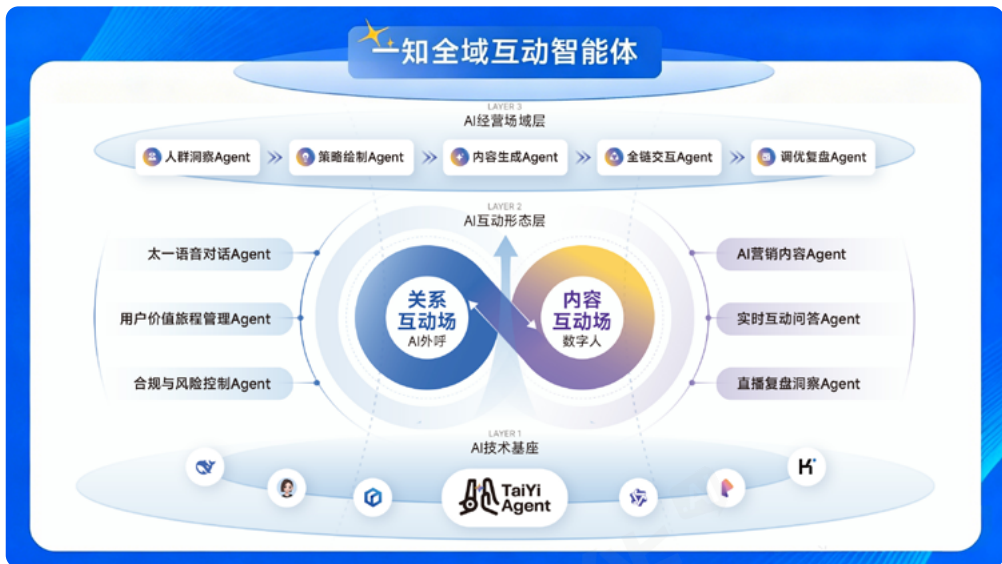 一知全域互动智能体
LAYER 3
AI经营场域层
人群洞察Agent
策略绘制Agent
内容生成Agent
全链交互Agent
调优复盘Agent
LAYER 2
AI互动形态层
太一语音对话Agent
用户价值旅程管理Agent
合规与风险控制Agent
关系
互动场
AI外呼
内容
互动场
数字人
AI营销内容Agent
实时互动问答Agent
直播复盘洞察Agent
LAYER 1
AI技术基座
TaiYi
Agent
K